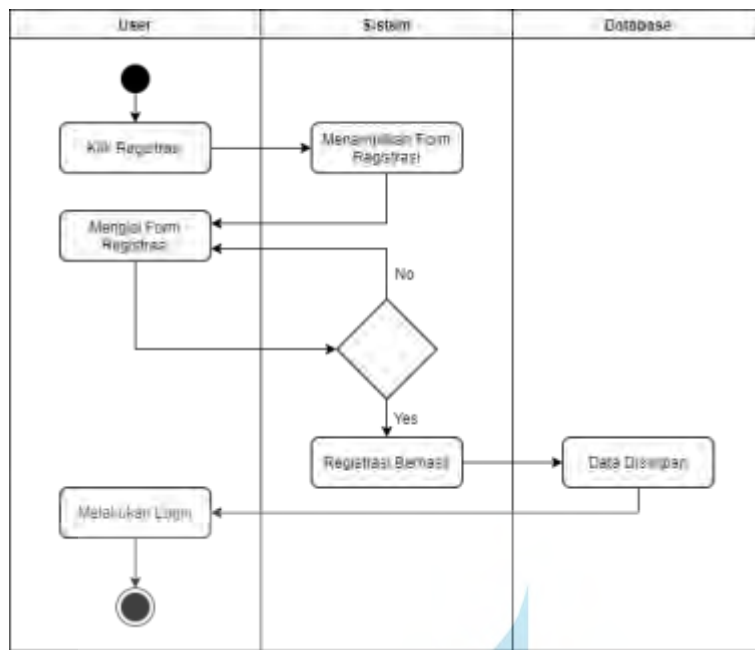 User
Sistem
Database
Klik Registrasi
Menampilkan Form
Registrasi
Mengisi Form
Registrasi
No
Yes
Registrasi Berhasil
Data Disimpan
Melakukan Login